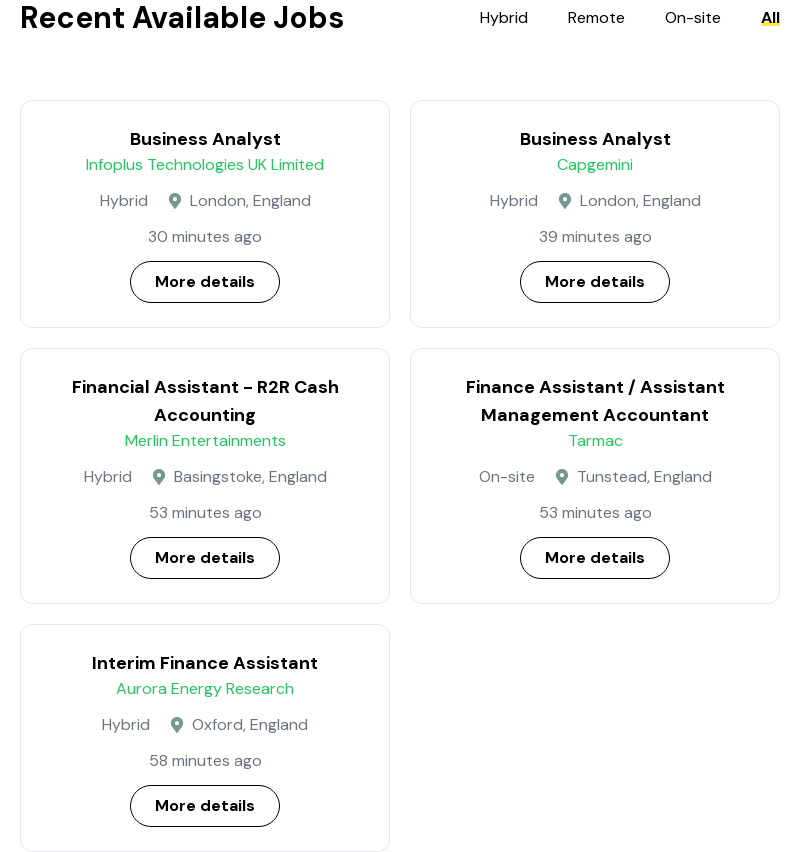 Recent Available Jobs
Hybrid Remote On-site All
Business Analyst
Infoplus Technologies UK Limited
Hybrid London, England
30 minutes ago
More details
Business Analyst
Capgemini
Hybrid London, England
39 minutes ago
More details
Financial Assistant - R2R Cash
Accounting
Merlin Entertainments
Hybrid Basingstoke, England
53 minutes ago
More details
Finance Assistant / Assistant
Management Accountant
Tarmac
On-site Tunstead, England
53 minutes ago
More details
Interim Finance Assistant
Aurora Energy Research
Hybrid Oxford, England
58 minutes ago
More details